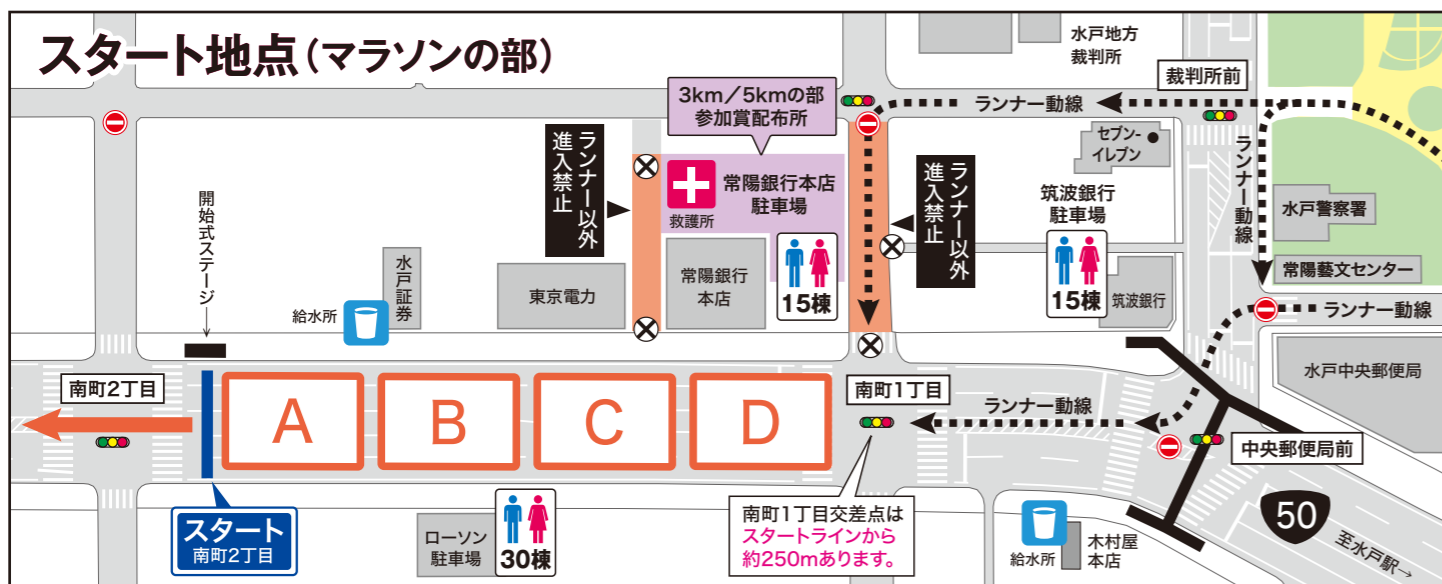 スタート地点(マラソンの部)
水戸地方
裁判所
裁判所前
3km/5kmの部
参加賞配布所
ランナー動線
セブン-
イレブン
ランナー動線
ランナー以外
進入禁止
救護所
常陽銀行本店
駐車場
ランナー以外
進入禁止
筑波銀行
駐車場
水戸警察署
開始式ステージ
水戸証券
給水所
東京電力
常陽銀行
本店
15棟
15棟
筑波銀行
常陽藝文センター
ランナー動線
水戸中央郵便局
南町2丁目
A
B
C
D
南町1丁目
ランナー動線
中央郵便局前
スタート
南町2丁目
ローソン
駐車場
30棟
南町1丁目交差点は
スタートラインから
約250mあります。
給水所
木村屋
本店
50
至水戸駅→